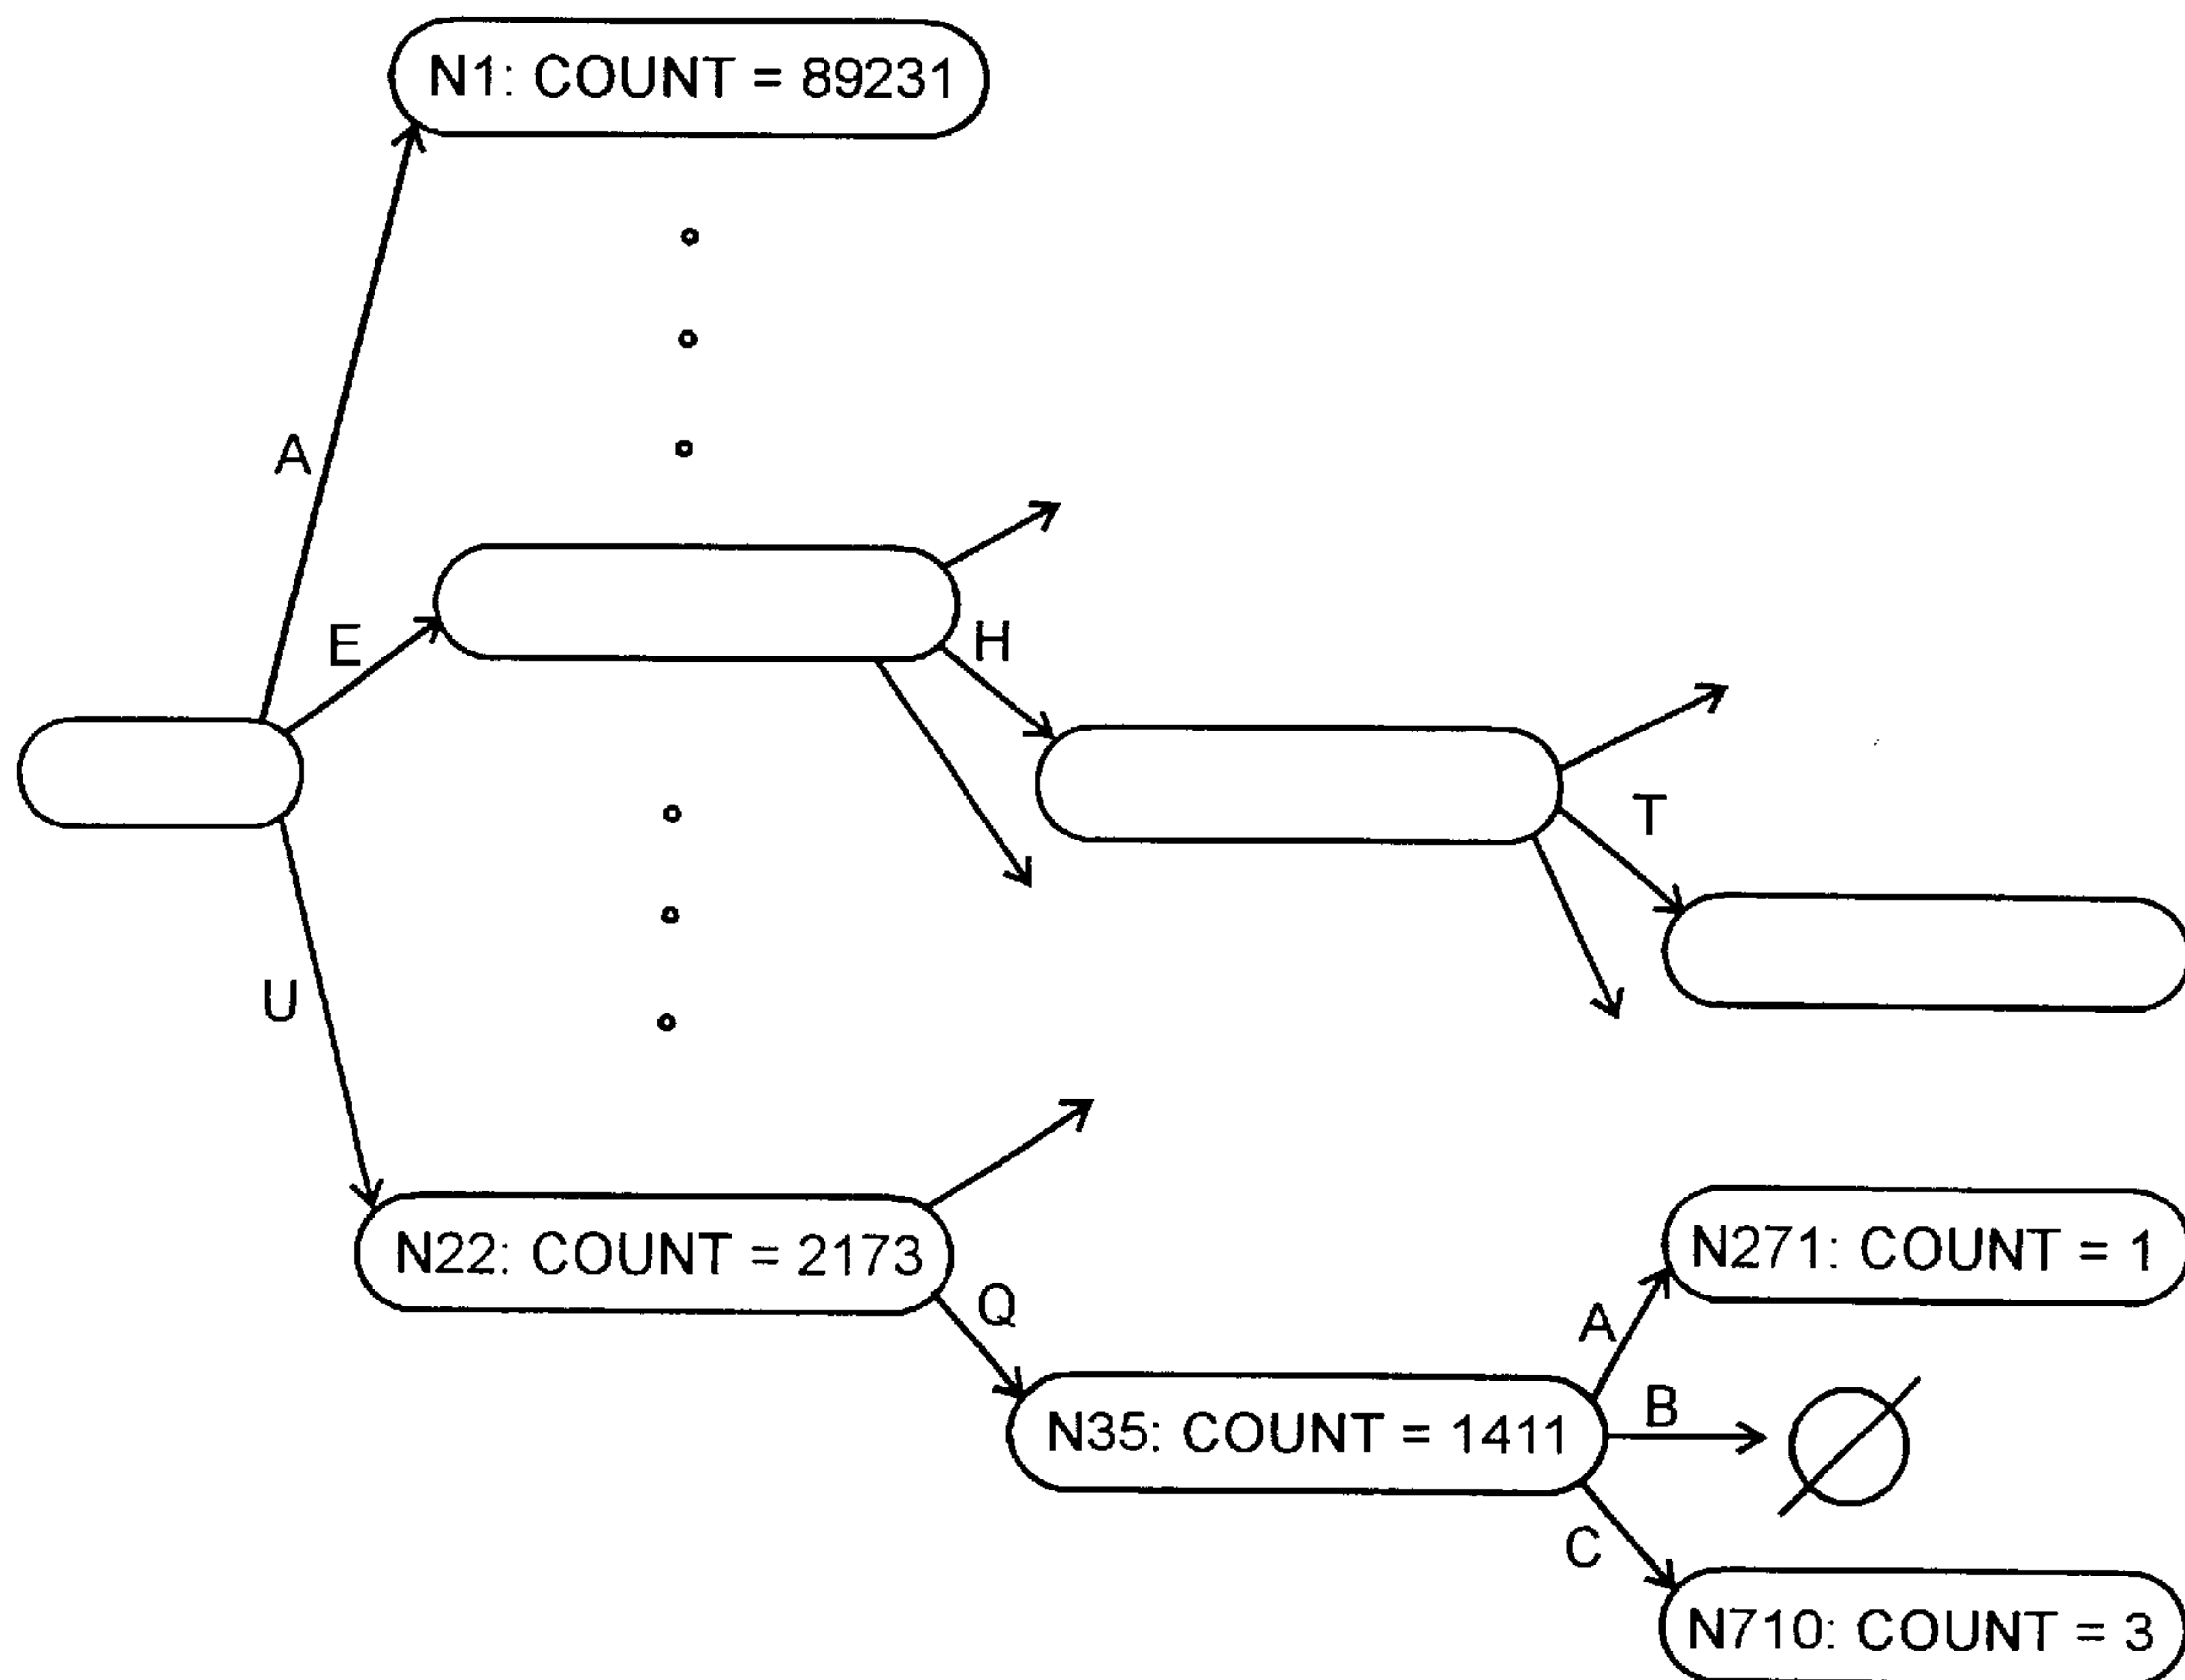 N1: COUNT = 89231
A
E
H
T
U
N22: COUNT = 2173
Q
N271: COUNT = 1
A
B
N35: COUNT = 1411
∅
C
N710: COUNT = 3